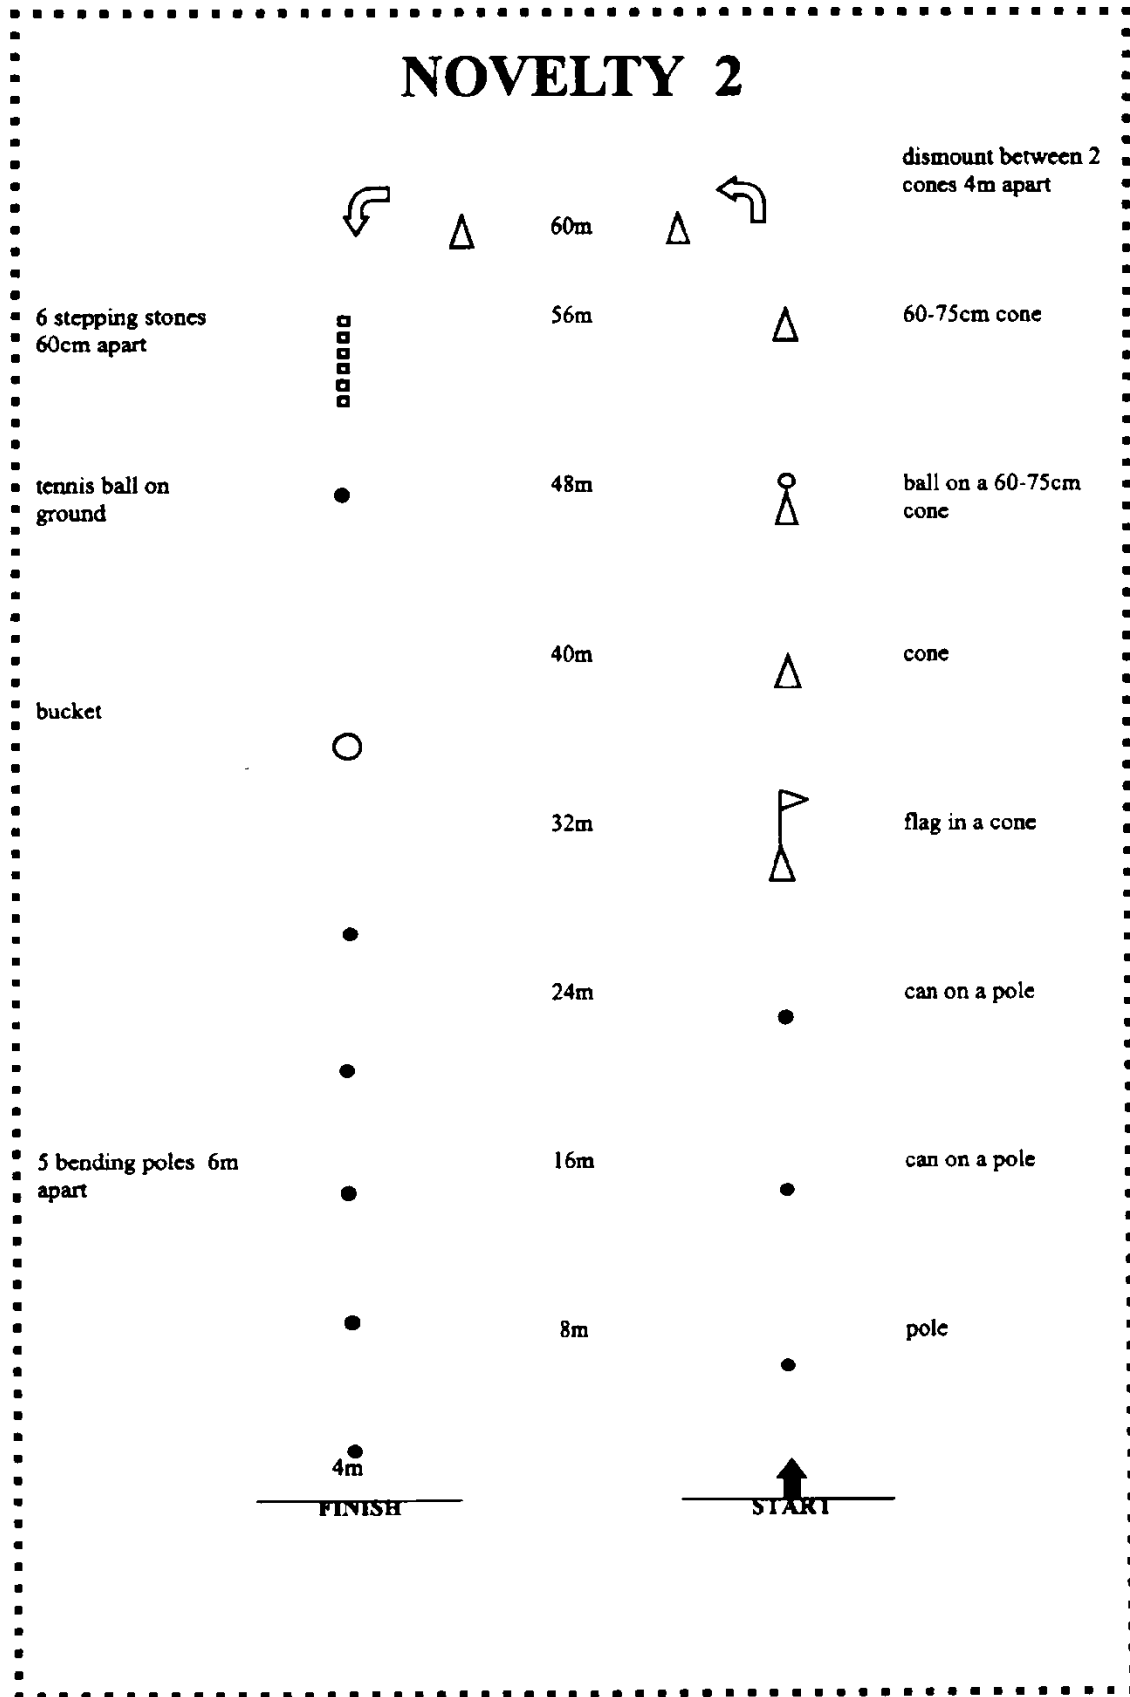 NOVELTY 2
dismount between 2
cones 4m apart
60m
6 stepping stones
60cm apart
56m
60-75cm cone
tennis ball on
ground
48m
ball on a 60-75cm
cone
40m
cone
bucket
32m
flag in a cone
24m
can on a pole
5 bending poles 6m
apart
16m
can on a pole
8m
pole
4m
FINISH
START